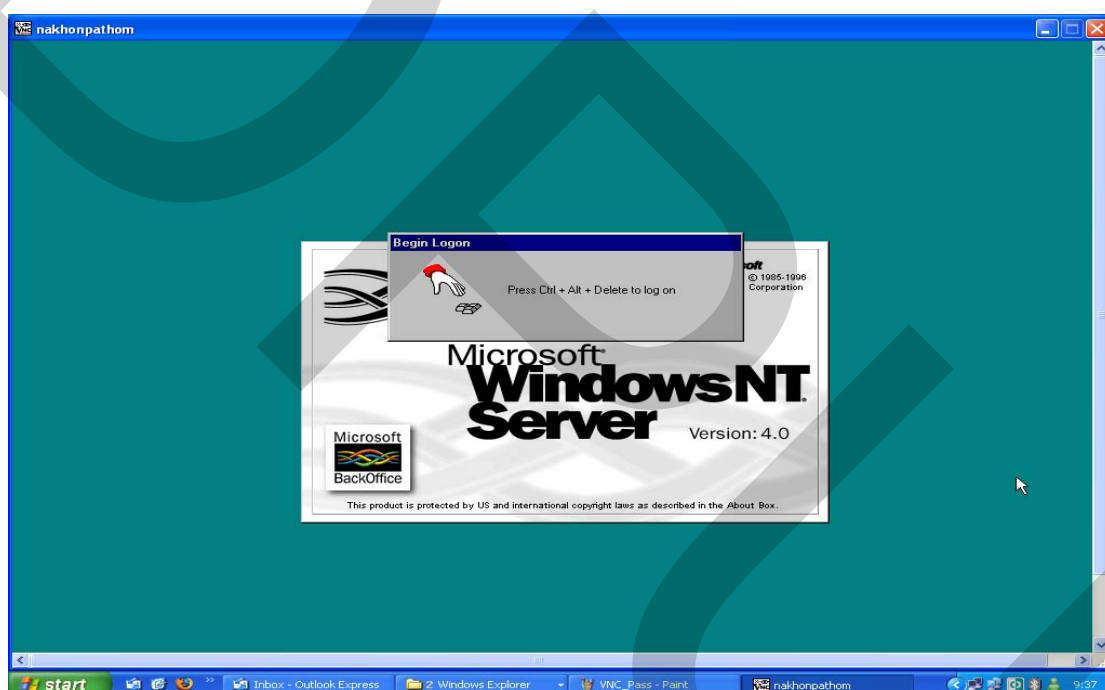 nakhonpathom
Begin Logon
Press Ctrl + Alt + Delete to log on
soft
© 1985-1996
Corporation
Microsoft
WindowsNT
Server
Version: 4.0
Microsoft
BackOffice
This product is protected by US and international copyright laws as described in the About Box.
start
Inbox - Outlook Express
2 Windows Explorer
VNC_Pass - Paint
nakhonpathom
9:37